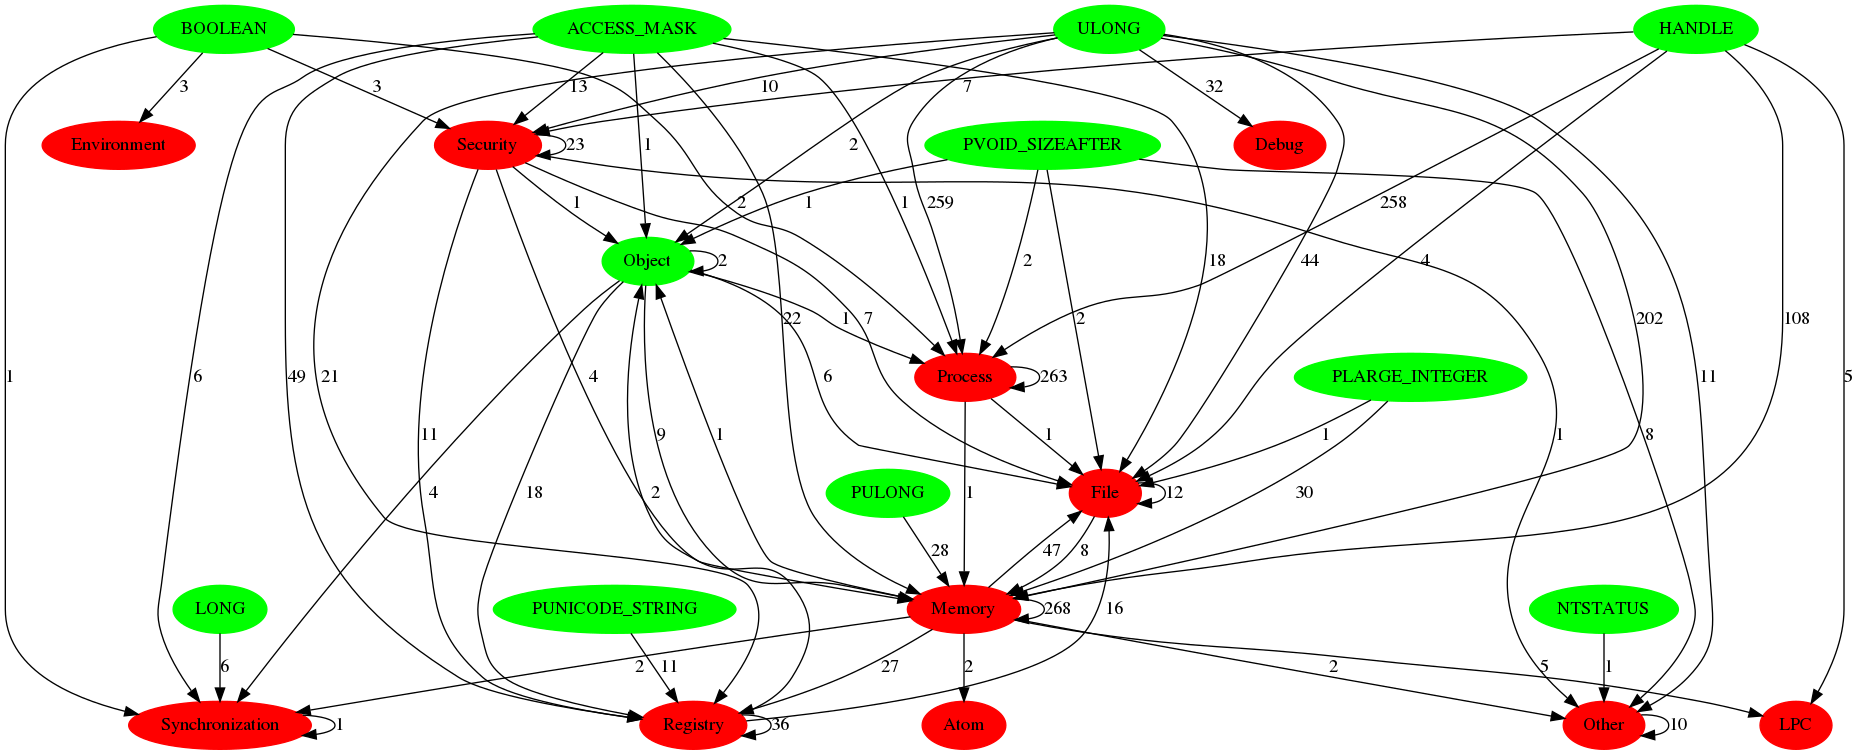 BOOLEAN
ACCESS_MASK
ULONG
HANDLE
3
3
13
10
7
32
Environment
Security
23
1
2
PVOID_SIZEAFTER
Debug
1
2
1
1
259
258
Object
2
2
18
44
4
1
6
49
21
22
1
7
2
202
108
11
5
4
6
Process
263
PLARGE_INTEGER
11
9
1
1
1
8
1
4
18
2
PULONG
1
File
12
30
28
47
8
LONG
PUNICODE_STRING
Memory
268
16
NTSTATUS
6
2
11
27
2
2
5
1
Synchronization
1
Registry
36
Atom
Other
10
LPC